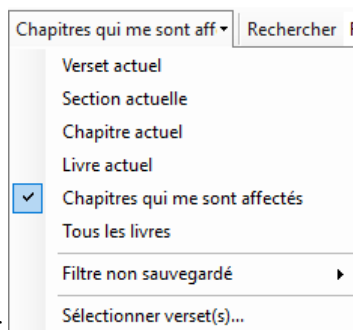 Chapitres qui me sont aff Rechercher
Verset actuel
Section actuelle
Chapitre actuel
Livre actuel
Chapitres qui me sont affectés
Tous les livres
Filtre non sauvegardé
Sélectionner verset(s)...